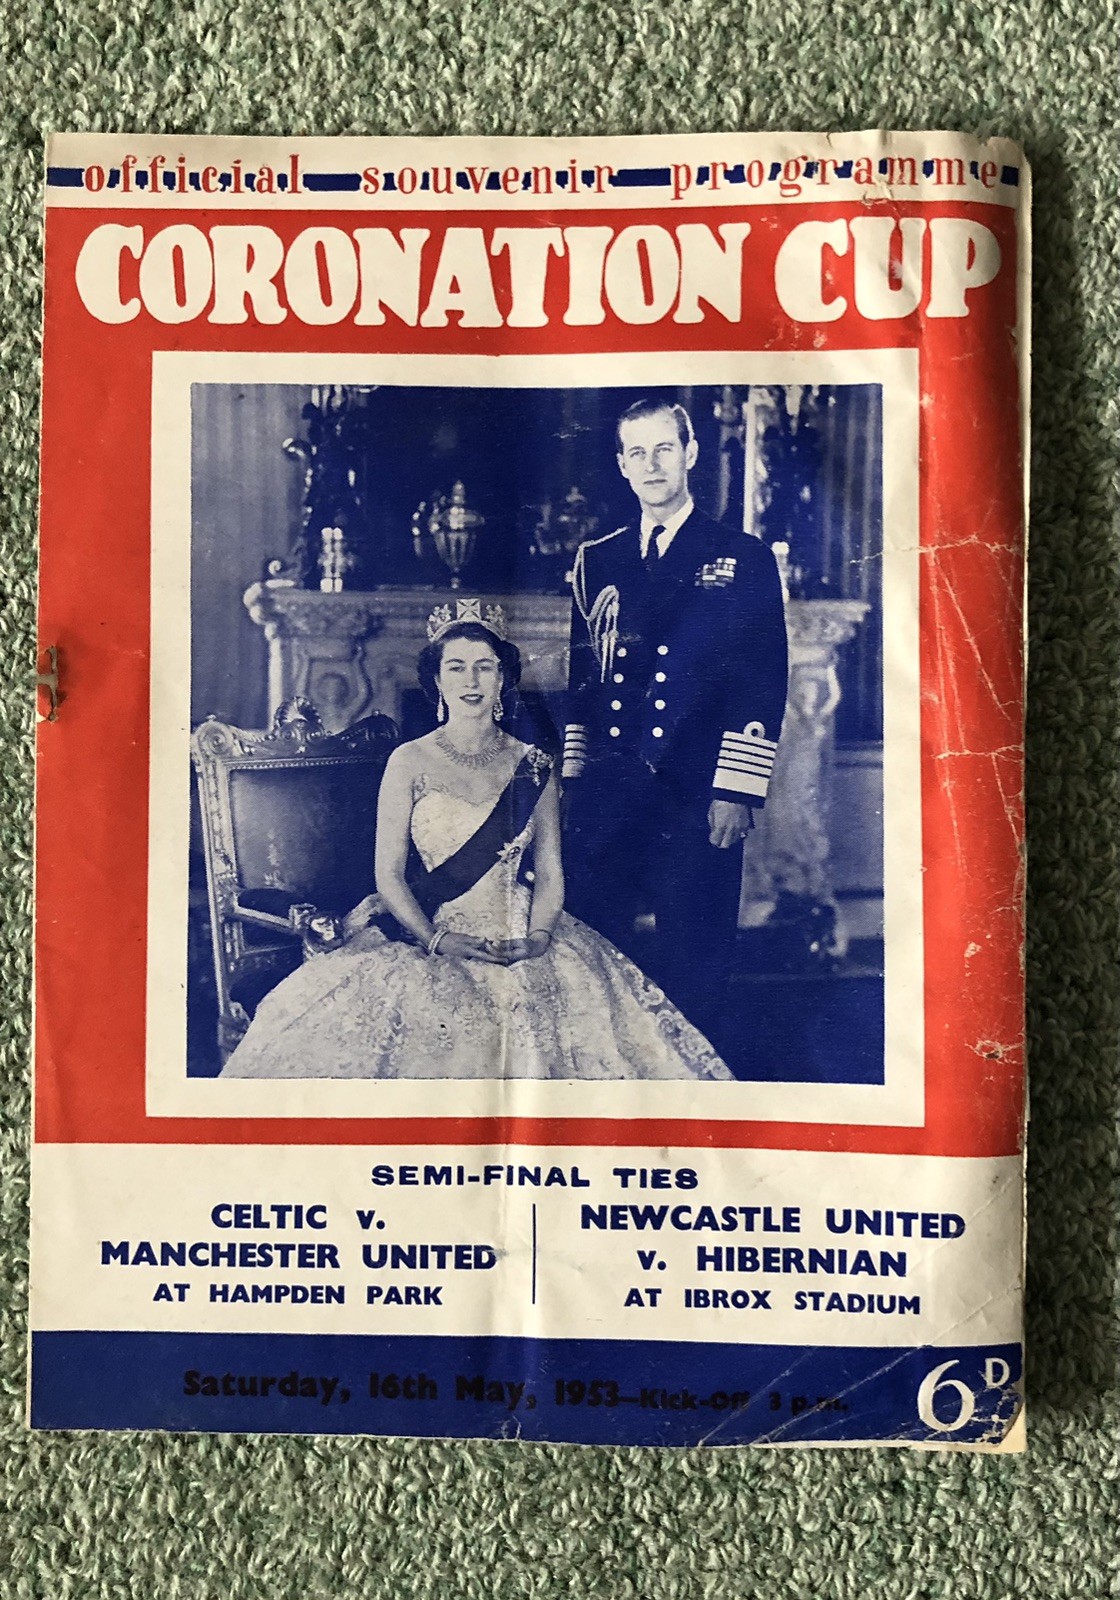 official souvenir programme
CORONATION CUP
SEMI-FINAL TIES
CELTIC v.
MANCHESTER UNITED
AT HAMPDEN PARK
NEWCASTLE UNITED
v. HIBERNIAN
AT IBROX STADIUM
Saturday, 16th May, 1953—Kick-Off 3 p.m.
6D.